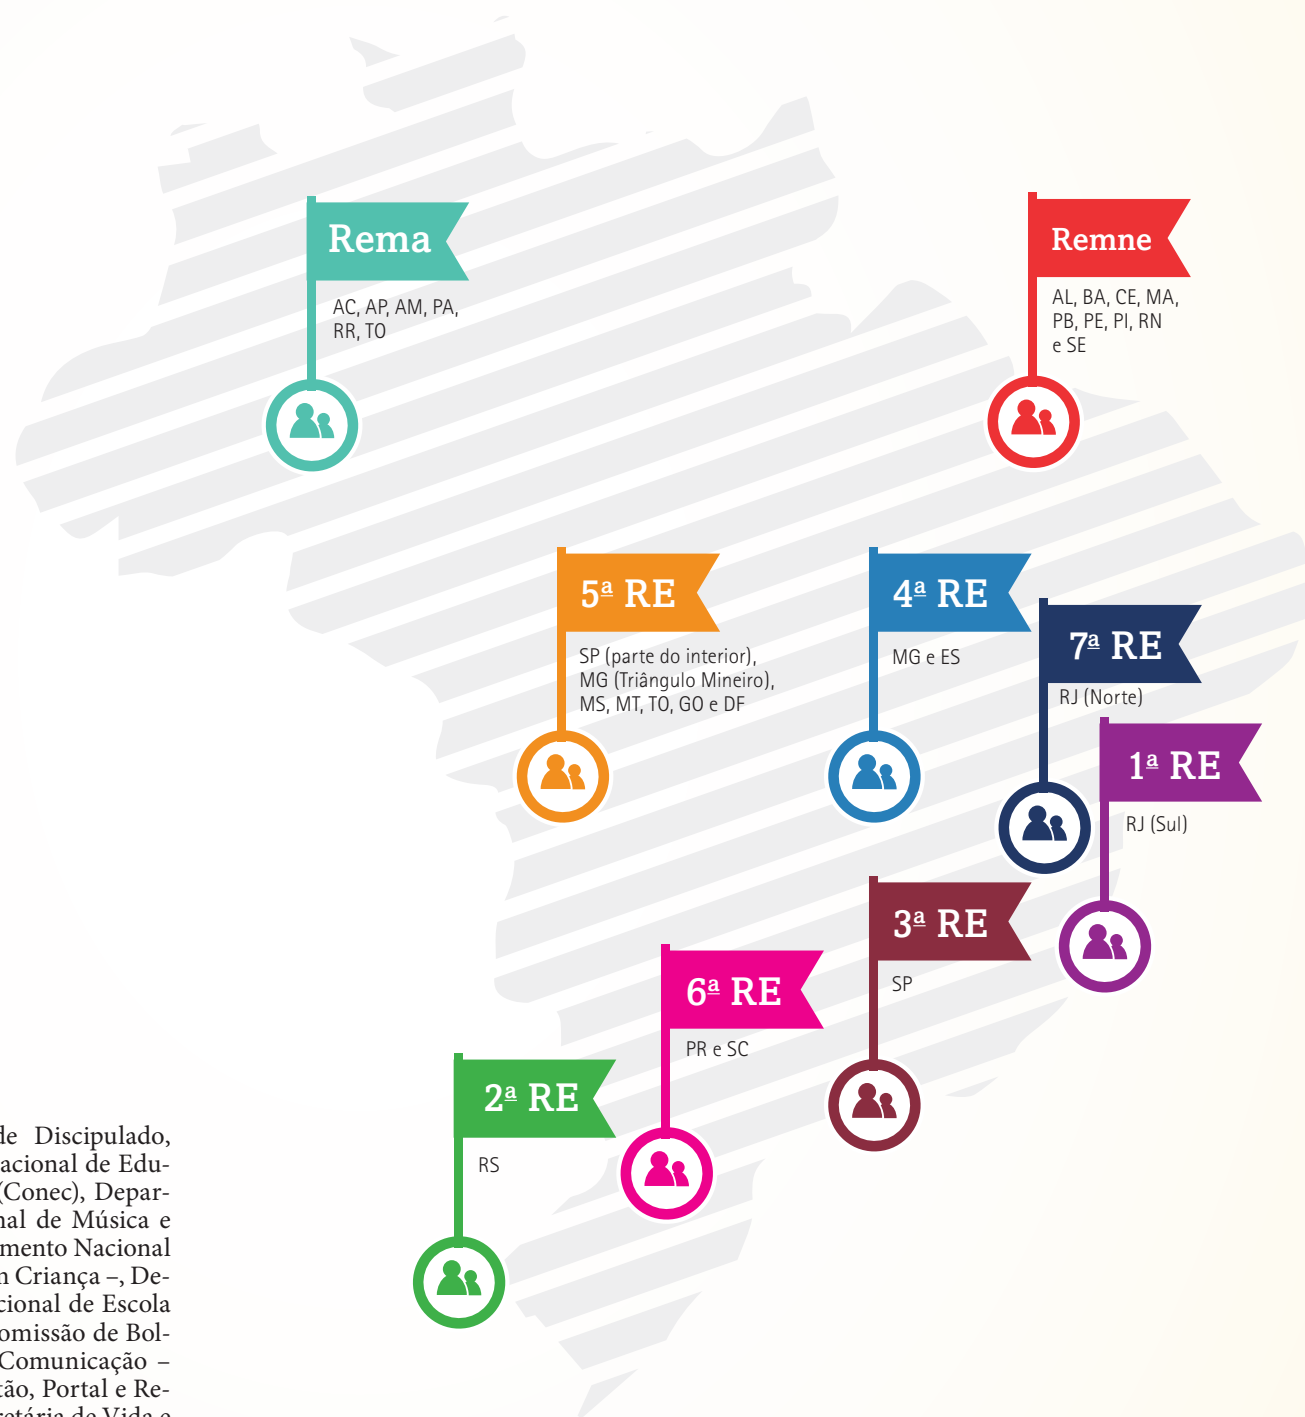 Rema
AC, AP, AM, PA,
RR, TO
Remne
AL, BA, CE, MA,
PB, PE, PI, RN
e SE
5ª RE
SP (parte do interior),
MG (Triângulo Mineiro),
MS, MT, TO, GO e DF
4ª RE
MG e ES
7ª RE
RJ (Norte)
1ª RE
RJ (Sul)
3ª RE
SP
6ª RE
PR e SC
2ª RE
RS
de Discipulado,
acional de Edu-
(Conec), Depar-
nal de Música e
mento Nacional
m Criança –, De-
cional de Escola
omissão de Bol-
Comunicação –
tão, Portal e Re-
retária de Vida e